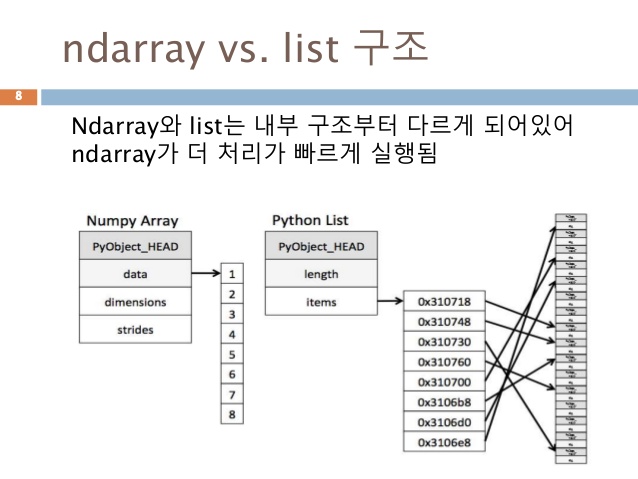 ndarray vs. list 구조
8
Ndarray와 list는 내부 구조부터 다르게 되어있어
ndarray가 더 처리가 빠르게 실행됨
Numpy Array
PyObject_HEAD
data
dimensions
strides
1
2
3
4
5
6
7
8
Python List
PyObject_HEAD
length
items
0x310718
0x310748
0x310730
0x310760
0x310700
0x3106b8
0x3106d0
0x3106e8